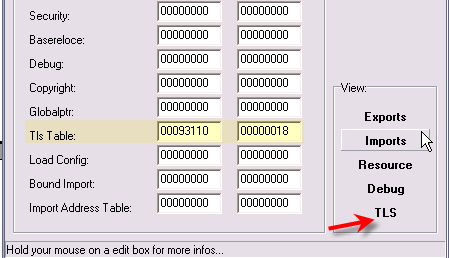 Security: 00000000 00000000
Basereloce: 00000000 00000000
Debug: 00000000 00000000
Copyright: 00000000 00000000
Globalptr: 00000000 00000000
Tls Table: 00093110 00000018
Load Config: 00000000 00000000
Bound Import: 00000000 00000000
Import Address Table: 00000000 00000000
View:
Exports
Imports
Resource
Debug
TLS
Hold your mouse on a edit box for more infos...